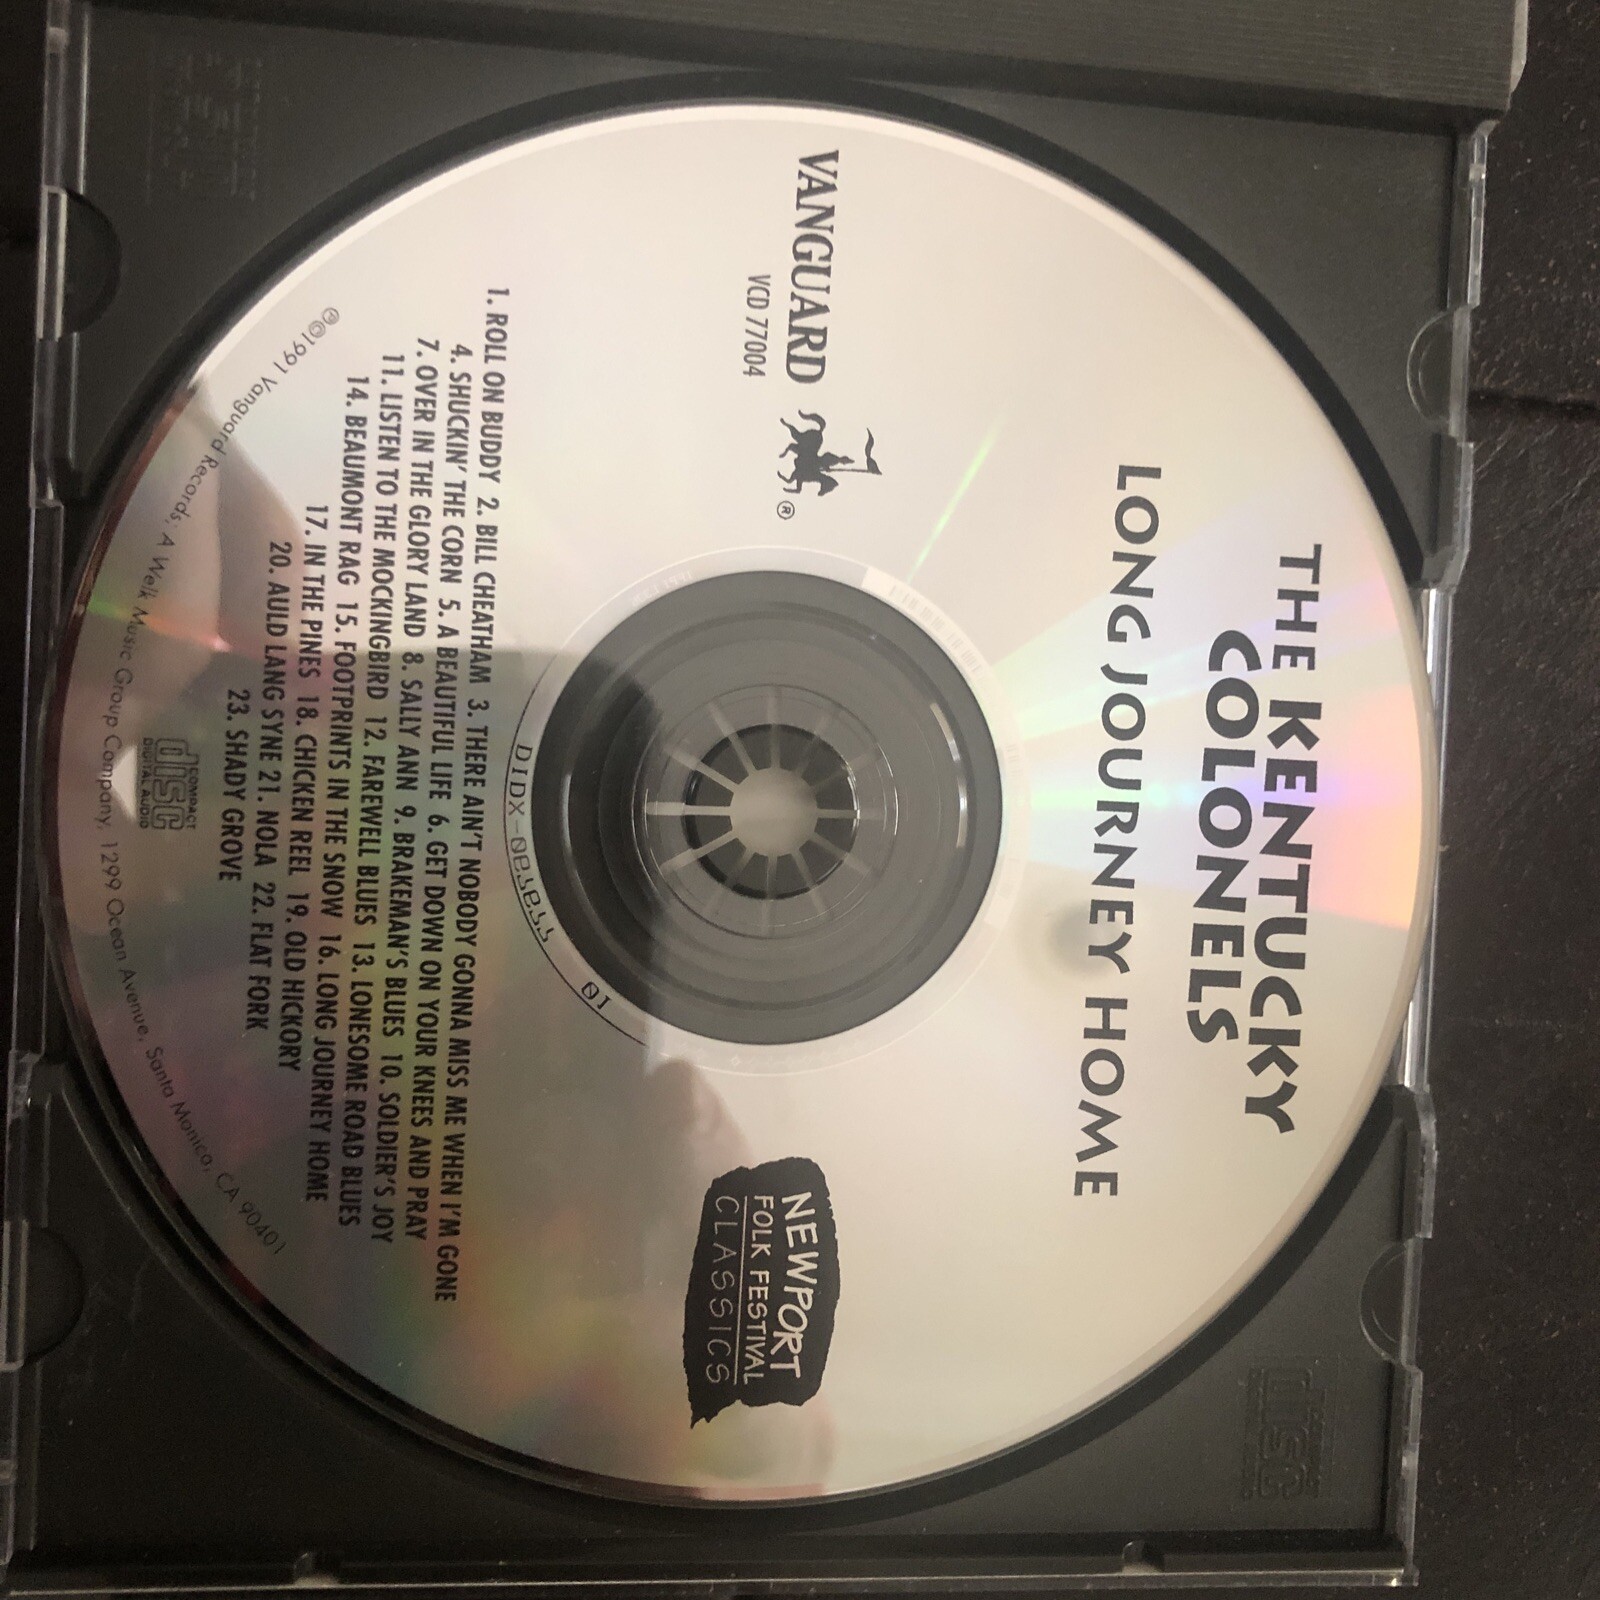 THE KENTUCKY
COLONELS
LONG JOURNEY HOME
VANGUARD ®
VCD 77004
NEWPORT
FOLK FESTIVAL
CLASSICS
1. ROLL ON BUDDY 2. BILL CHEATHAM 3. THERE AIN'T NOBODY GONNA MISS ME WHEN I'M GONE
4. SHUCKIN' THE CORN 5. A BEAUTIFUL LIFE 6. GET DOWN ON YOUR KNEES AND PRAY
7. OVER IN THE GLORY LAND 8. SALLY ANN 9. BRAKEMAN'S BLUES 10. SOLDIER'S JOY
11. LISTEN TO THE MOCKINGBIRD 12. FAREWELL BLUES 13. LONESOME ROAD BLUES
14. BEAUMONT RAG 15. FOOTPRINTS IN THE SNOW 16. LONG JOURNEY HOME
17. IN THE PINES 18. CHICKEN REEL 19. OLD HICKORY
20. AULD LANG SYNE 21. NOLA 22. FLAT FORK
23. SHADY GROVE
COMPACT
disc
DIGITAL AUDIO
℗©1991 Vanguard Records; A Welk Music Group Company, 1299 Ocean Avenue, Santa Monica, CA 90401
10